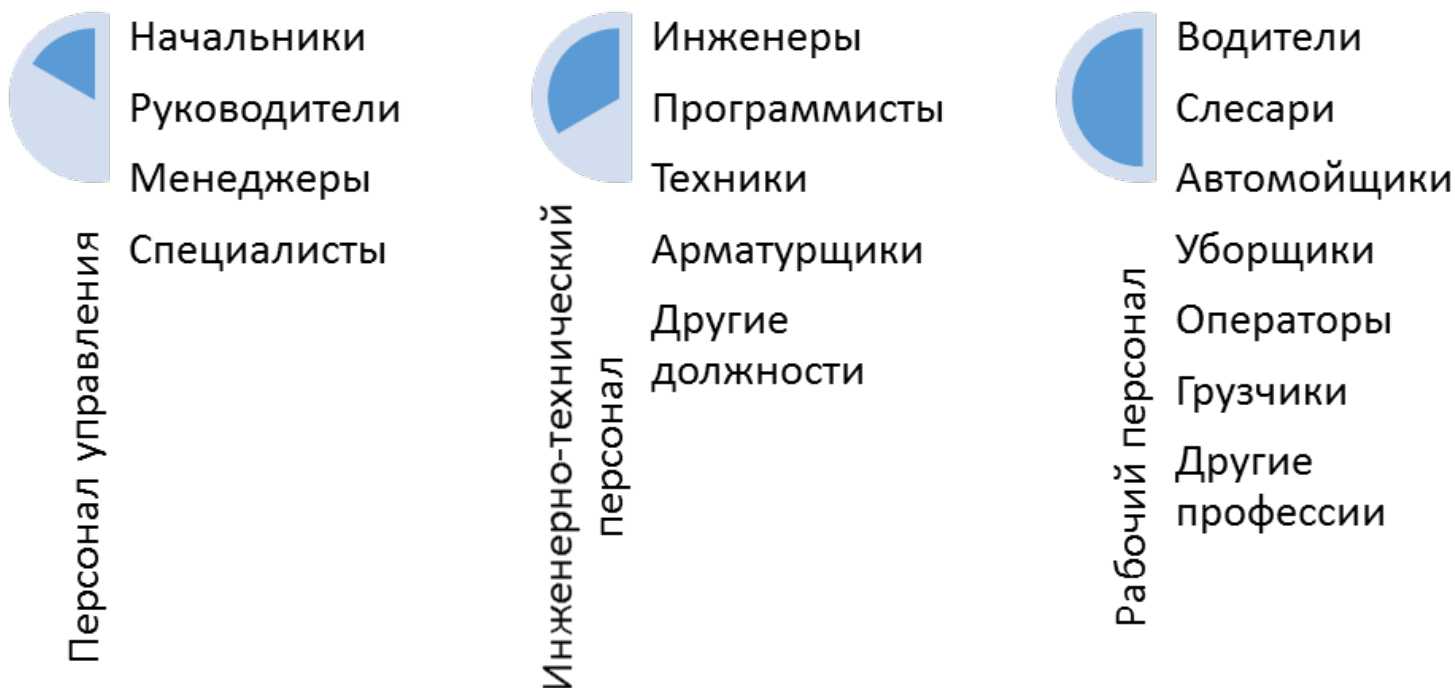 Персонал управления
Начальники
Руководители
Менеджеры
Специалисты
Инженерно-технический
персонал
Инженеры
Программисты
Техники
Арматурщики
Другие
должности
Рабочий персонал
Водители
Слесари
Автомойщики
Уборщики
Операторы
Грузчики
Другие
профессии